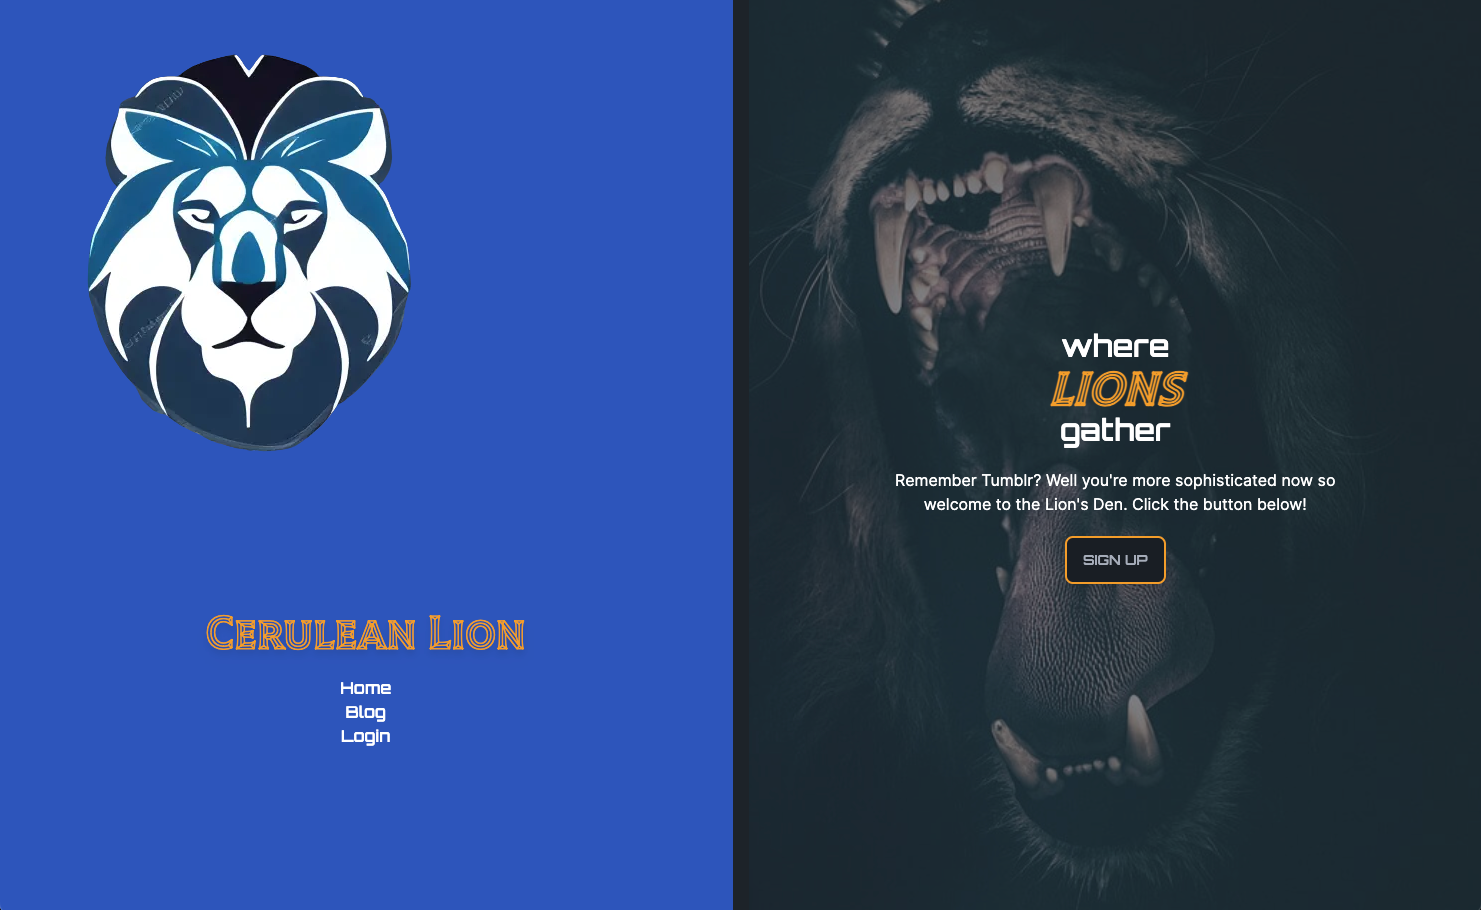 Cerulean Lion
Home
Blog
Login
where
LIONS
gather
Remember Tumblr? Well you're more sophisticated now so
welcome to the Lion's Den. Click the button below!
SIGN UP